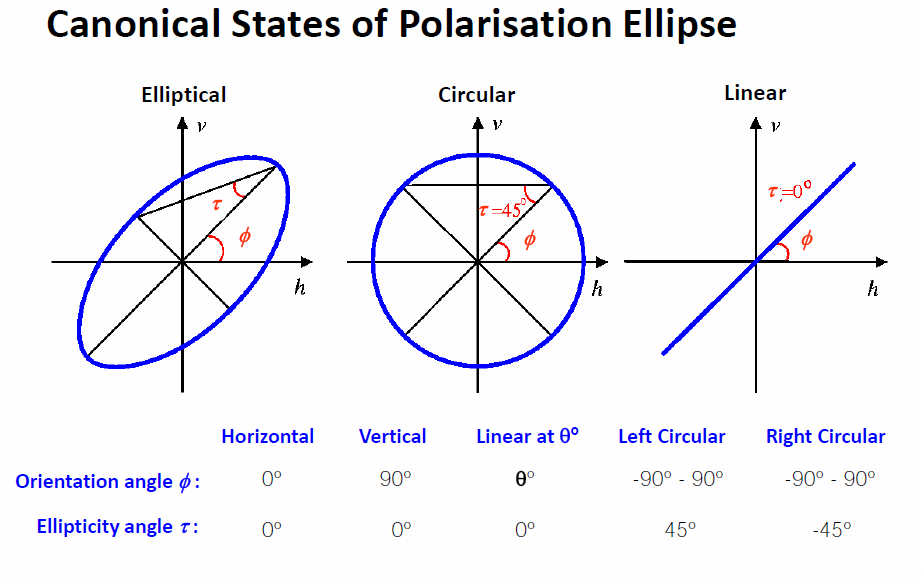 Canonical States of Polarisation Ellipse
Elliptical Circular Linear
v v v
τ τ=45° τ:=0°
ϕ ϕ ϕ
h h h
Horizontal Vertical Linear at θ° Left Circular Right Circular
Orientation angle ϕ: 0° 90° θ° -90° - 90° -90° - 90°
Ellipticity angle τ: 0° 0° 0° 45° -45°